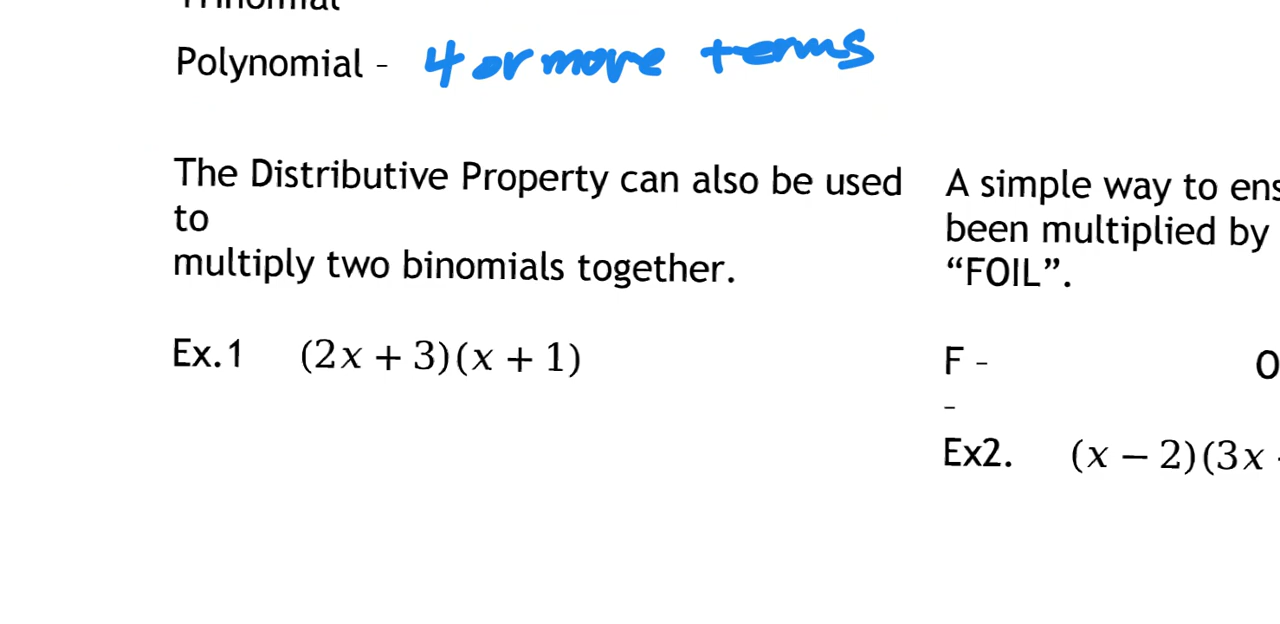 Trinomial
Polynomial - 4 or more terms
The Distributive Property can also be used
to
multiply two binomials together.
Ex.1 (2x + 3)(x + 1)
A simple way to
been multiplied by
“FOIL”.
F - O
-
Ex2. (x − 2)(3x